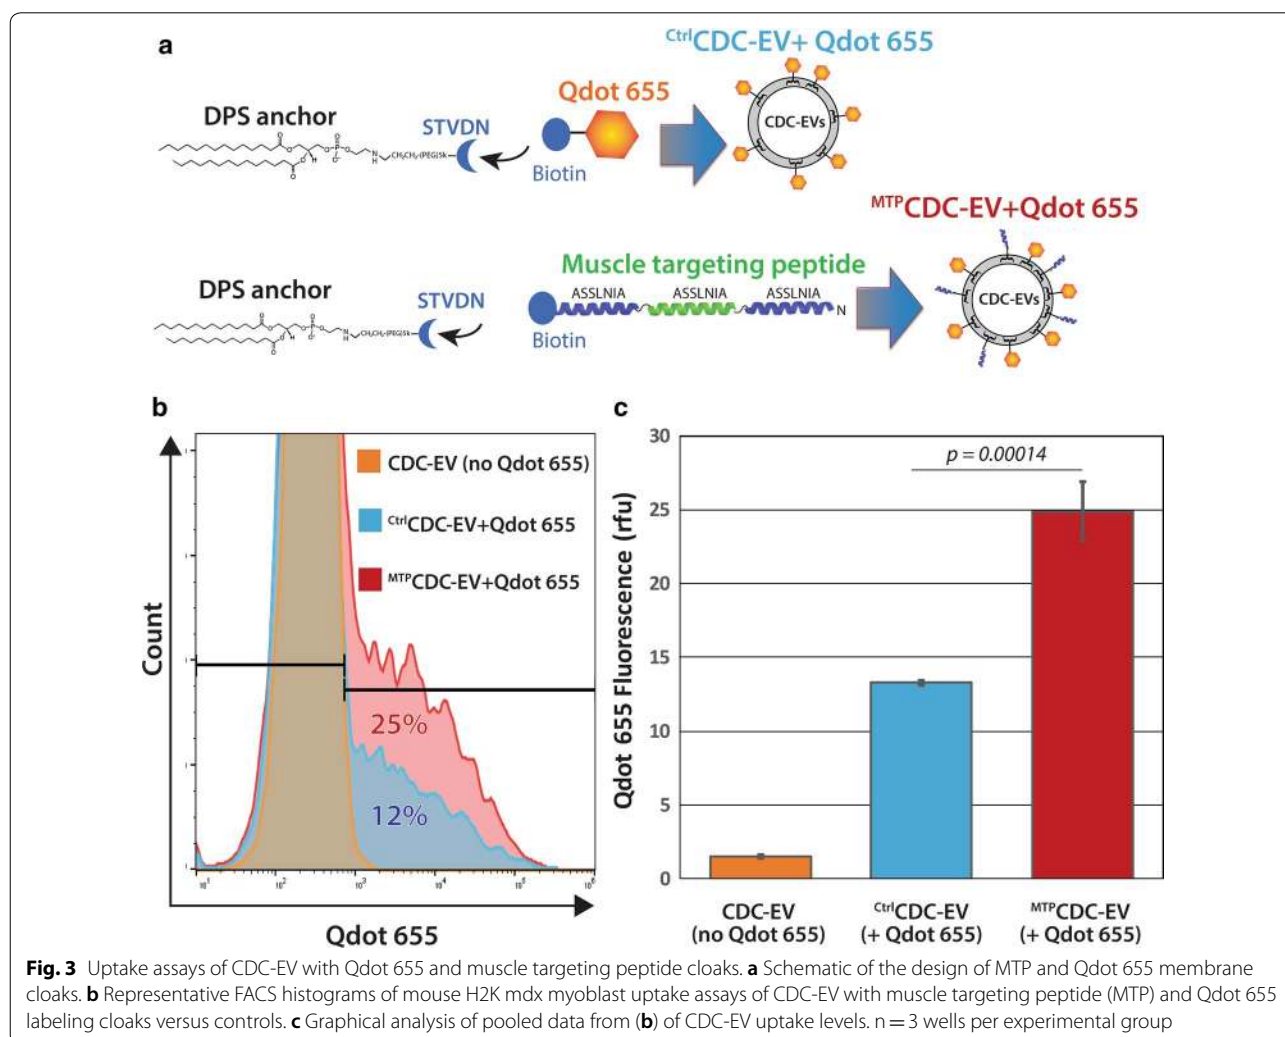 a
CtrlCDC-EV+ Qdot 655
Qdot 655
DPS anchor
STVDN
Biotin
CDC-EVs
MTPCDC-EV+Qdot 655
Muscle targeting peptide
DPS anchor
STVDN
ASSLNIA ASSLNIA ASSLNIA
N
Biotin
CDC-EVs
b
CDC-EV (no Qdot 655)
CtrlCDC-EV+Qdot 655
MTPCDC-EV+Qdot 655
Count
25%
12%
101 102 103 104 105 106
Qdot 655
c
30
25
20
15
10
5
0
Qdot 655 Fluorescence (rfu)
p = 0.00014
CDC-EV
(no Qdot 655)
CtrlCDC-EV
(+ Qdot 655)
MTPCDC-EV
(+ Qdot 655)
Fig. 3 Uptake assays of CDC-EV with Qdot 655 and muscle targeting peptide cloaks. a Schematic of the design of MTP and Qdot 655 membrane
cloaks. b Representative FACS histograms of mouse H2K mdx myoblast uptake assays of CDC-EV with muscle targeting peptide (MTP) and Qdot 655
labeling cloaks versus controls. c Graphical analysis of pooled data from (b) of CDC-EV uptake levels. n = 3 wells per experimental group